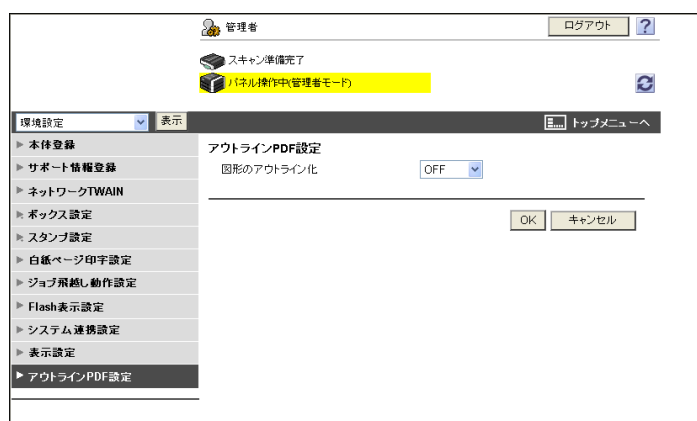 管理者
ログアウト
?
スキャン準備完了
パネル操作中(管理者モード)
環境設定
表示
トップメニューへ
本体登録
サポート情報登録
ネットワークTWAIN
ボックス設定
スタンプ設定
白紙ページ印字設定
ジョブ飛越し動作設定
Flash表示設定
システム連携設定
表示設定
アウトラインPDF設定
アウトラインPDF設定
図形のアウトライン化
OFF
OK
キャンセル